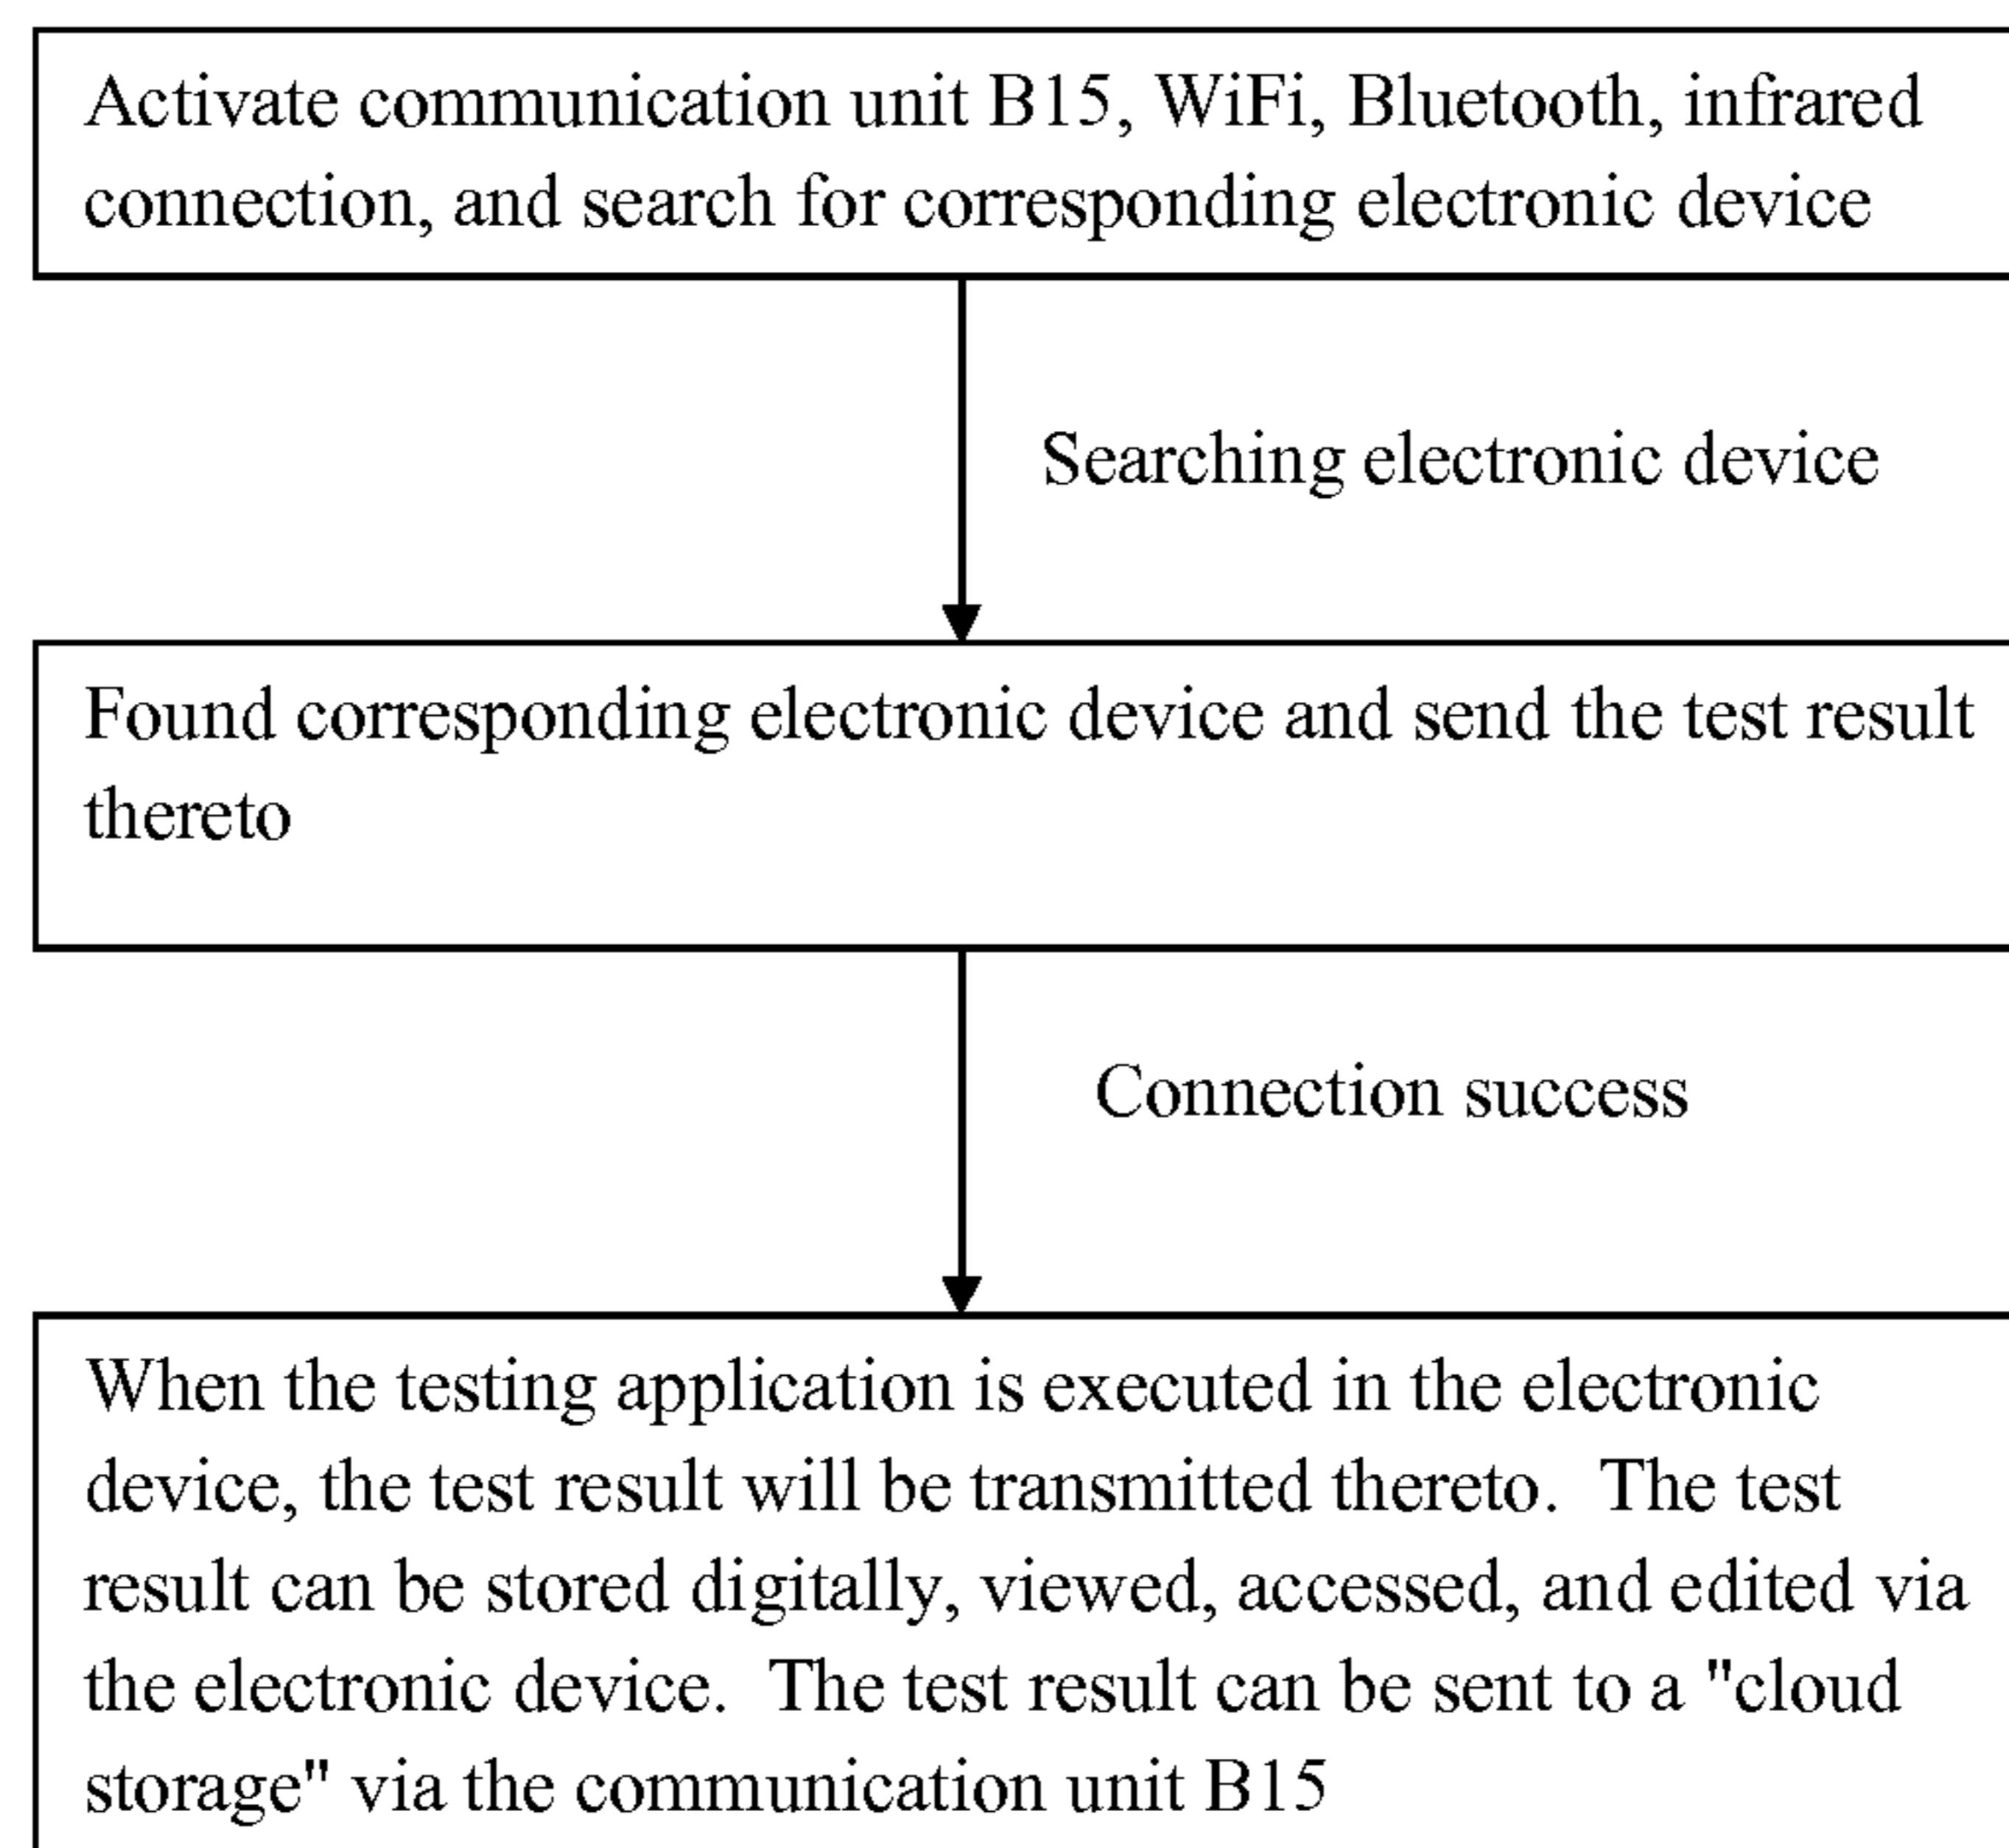 Activate communication unit B15, WiFi, Bluetooth, infrared
connection, and search for corresponding electronic device
Searching electronic device
Found corresponding electronic device and send the test result
thereto
Connection success
When the testing application is executed in the electronic
device, the test result will be transmitted thereto.  The test
result can be stored digitally, viewed, accessed, and edited via
the electronic device.  The test result can be sent to a "cloud
storage" via the communication unit B15